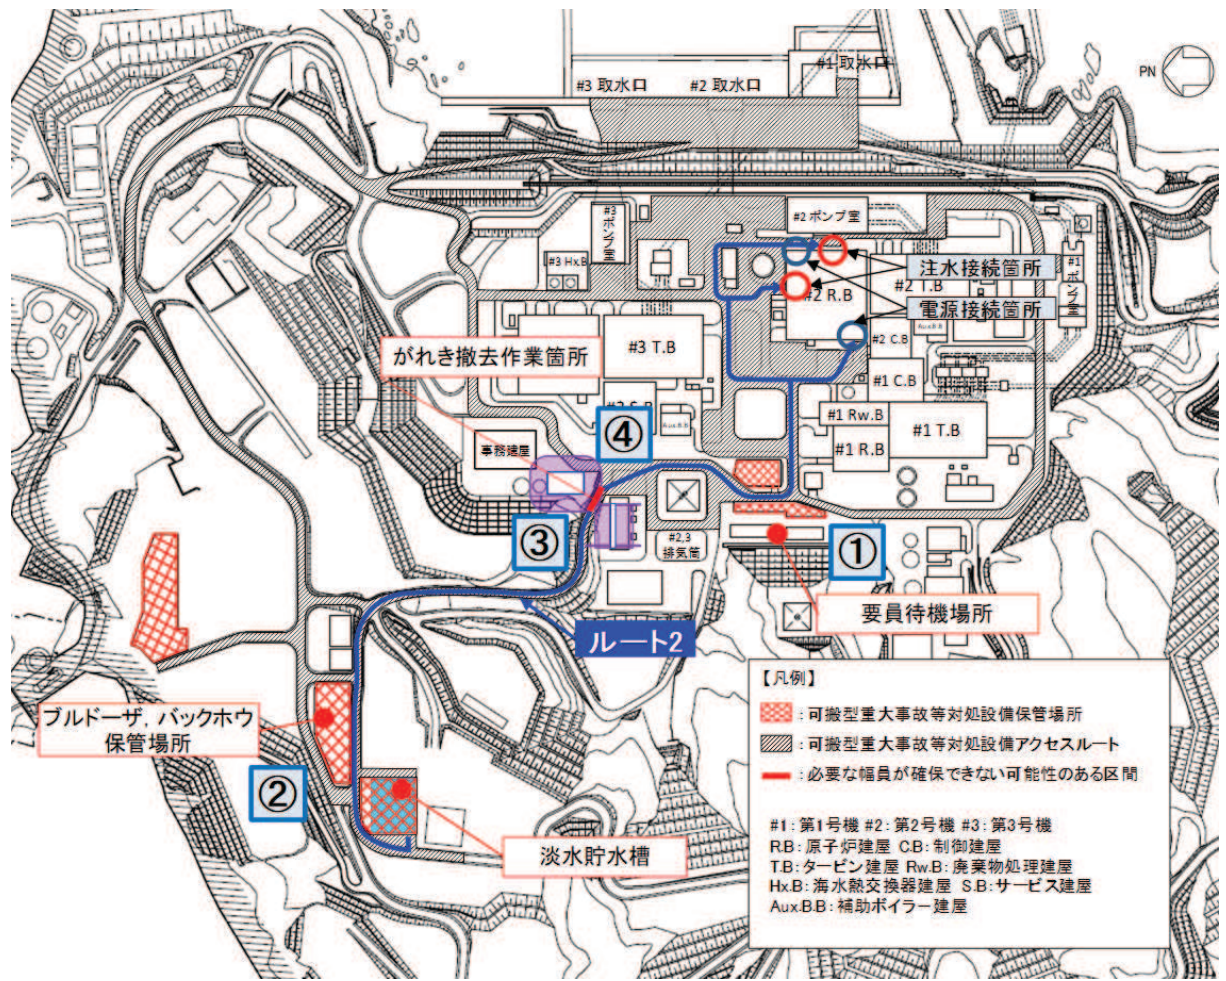 #1 取水口
#3 取水口
#2 取水口
PN
#3 ポンプ室
#2 ポンプ室
#1 ポンプ室
#3 Hx.B
注水接続箇所
#2 T.B
#2 R.B
電源接続箇所
Aux.B.B
#2 C.B
がれき撤去作業箇所
#3 T.B
#1 C.B
④
Aux.B.B
#1 Rw.B
#1 T.B
事務建屋
#1 R.B
③
#2,3
排気筒
①
要員待機場所
ルート2
ブルドーザ，バックホウ
保管場所
②
淡水貯水槽
【凡例】
：可搬型重大事故等対処設備保管場所
：可搬型重大事故等対処設備アクセスルート
：必要な幅員が確保できない可能性のある区間
#1：第1号機 #2：第2号機 #3：第3号機
R.B：原子炉建屋 C.B：制御建屋
T.B：タービン建屋 Rw.B：廃棄物処理建屋
Hx.B：海水熱交換器建屋 S.B：サービス建屋
Aux.B.B：補助ボイラー建屋